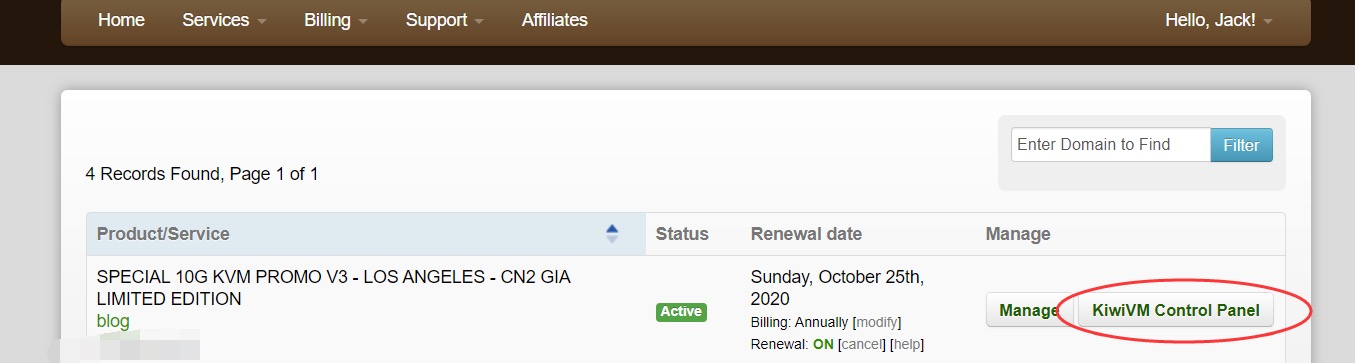 Home Services Billing Support Affiliates Hello, Jack!
Enter Domain to Find Filter
4 Records Found, Page 1 of 1
Product/Service Status Renewal date Manage
SPECIAL 10G KVM PROMO V3 - LOS ANGELES - CN2 GIA
LIMITED EDITION
blog
Active
Sunday, October 25th,
2020
Billing: Annually [modify]
Renewal: ON [cancel] [help]
Manage KiwiVM Control Panel